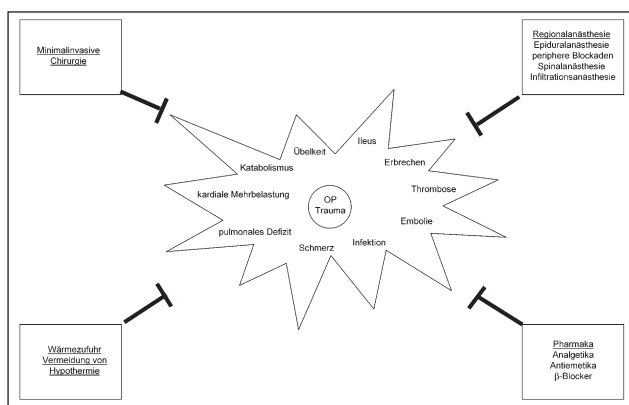 Minimalinvasive
Chirurgie
Regionalanästhesie
Epiduralanästhesie
periphere Blockaden
Spinalanästhesie
Infiltrationsanästhesie
Ileus
Übelkeit
Erbrechen
Katabolismus
Thrombose
kardiale Mehrbelastung
OP
Trauma
Embolie
pulmonales Defizit
Infektion
Schmerz
Wärmezufuhr
Vermeidung von
Hypothermie
Pharmaka
Analgetika
Antiemetika
β-Blocker